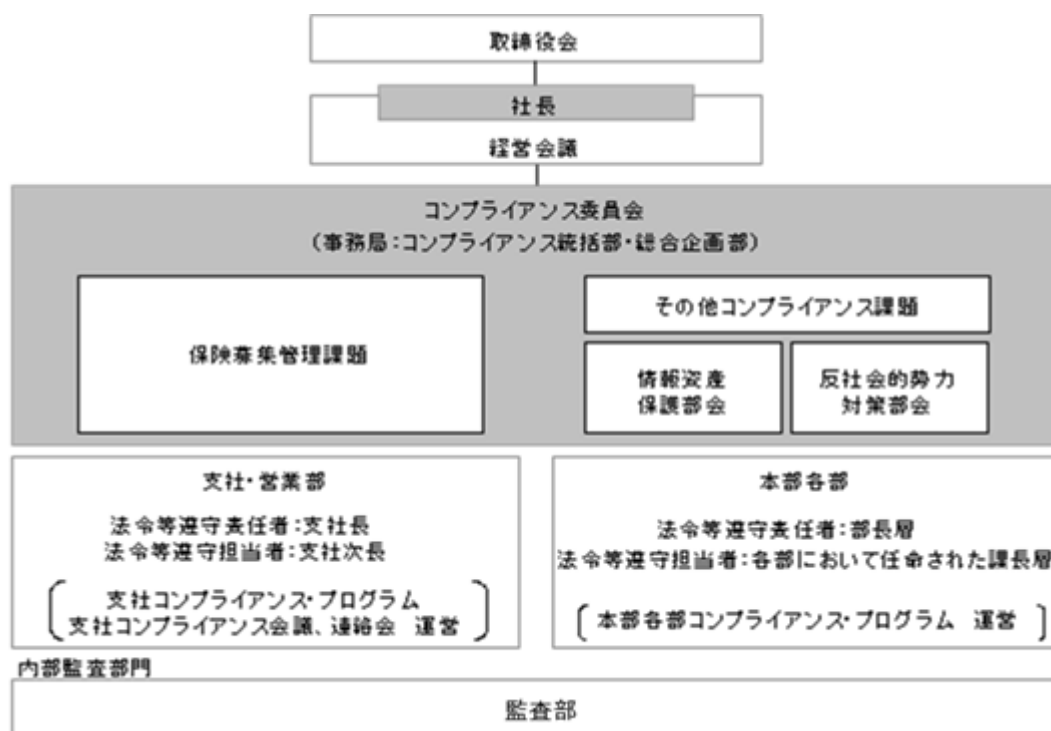 取締役会
社長
経営会議
コンプライアンス委員会
（事務局：コンプライアンス統括部・総合企画部）
保険募集管理課題
その他コンプライアンス課題
情報資産
保護部会
反社会的勢力
対策部会
支社・営業部
法令等遵守責任者：支社長
法令等遵守担当者：支社次長
支社コンプライアンス・プログラム
支社コンプライアンス会議、連絡会　運営
本部各部
法令等遵守責任者：部長層
法令等遵守担当者：各部において任命された課長層
本部各部コンプライアンス・プログラム　運営
内部監査部門
監査部